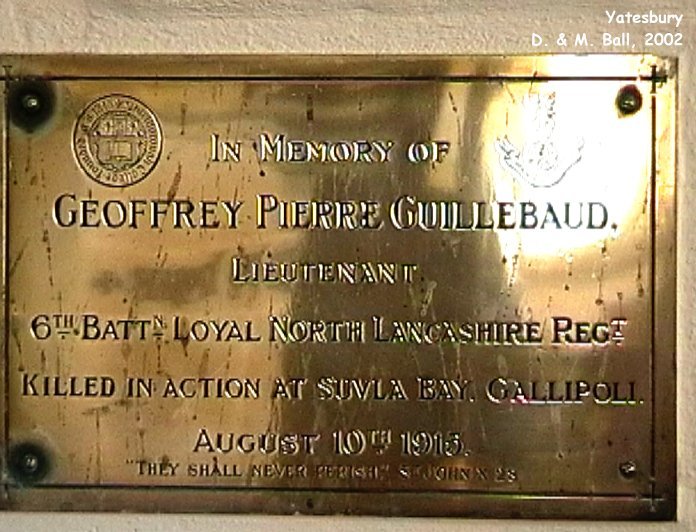 Yatesbury
D. & M. Ball, 2002
IN MEMORY OF
GEOFFREY PIERRE GUILLEBAUD.
LIEUTENANT.
6TH BATTN LOYAL NORTH LANCASHIRE REGT
KILLED IN ACTION AT SUVLA BAY, GALLIPOLI.
AUGUST 10TH 1915.
"THEY SHALL NEVER PERISH," ST JOHN X 28